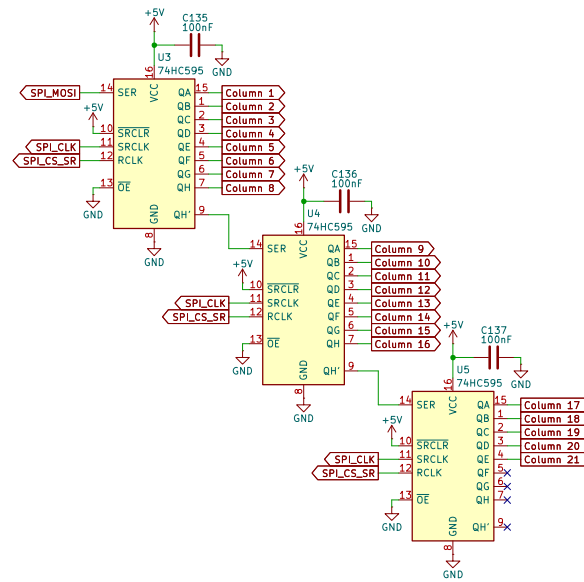 +5V
C135
100nF
GND
U3
74HC595
16
VCC
SPI_MOSI 14 SER QA 15 Column 1
+5V QB 1 Column 2
QC 2 Column 3
10 SRCLR QD 3 Column 4
SPI_CLK 11 SRCLK QE 4 Column 5
SPI_CS_SR 12 RCLK QF 5 Column 6
QG 6 Column 7
13 OE QH 7 Column 8
GND
GND QH' 9
8
GND
+5V
C136
100nF
GND
U4
74HC595
16
VCC
14 SER QA 15 Column 9
QB 1 Column 10
+5V QC 2 Column 11
10 SRCLR QD 3 Column 12
SPI_CLK 11 SRCLK QE 4 Column 13
SPI_CS_SR 12 RCLK QF 5 Column 14
QG 6 Column 15
13 OE QH 7 Column 16
GND
GND QH' 9
8
GND
+5V
C137
100nF
GND
U5
74HC595
16
VCC
14 SER QA 15 Column 17
QB 1 Column 18
+5V QC 2 Column 19
10 SRCLR QD 3 Column 20
SPI_CLK 11 SRCLK QE 4 Column 21
SPI_CS_SR 12 RCLK QF 5
QG 6
13 OE QH 7
GND
GND QH' 9
8
GND